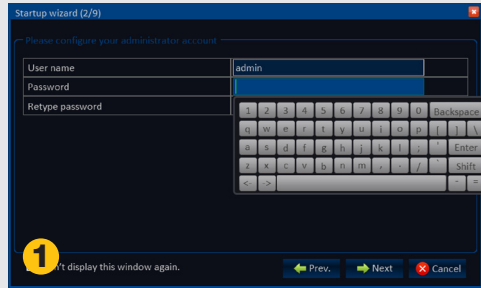 Startup wizard (2/9)
Please configure your administrator account
User name
admin
Password
Retype password
1 2 3 4 5 6 7 8 9 0 Backspace
q w e r t y u i o p [ ] \
a s d f g h j k l ; ' Enter
z x c v b n m , . / ` Shift
<- -> - =
1
n't display this window again.
Prev.
Next
Cancel